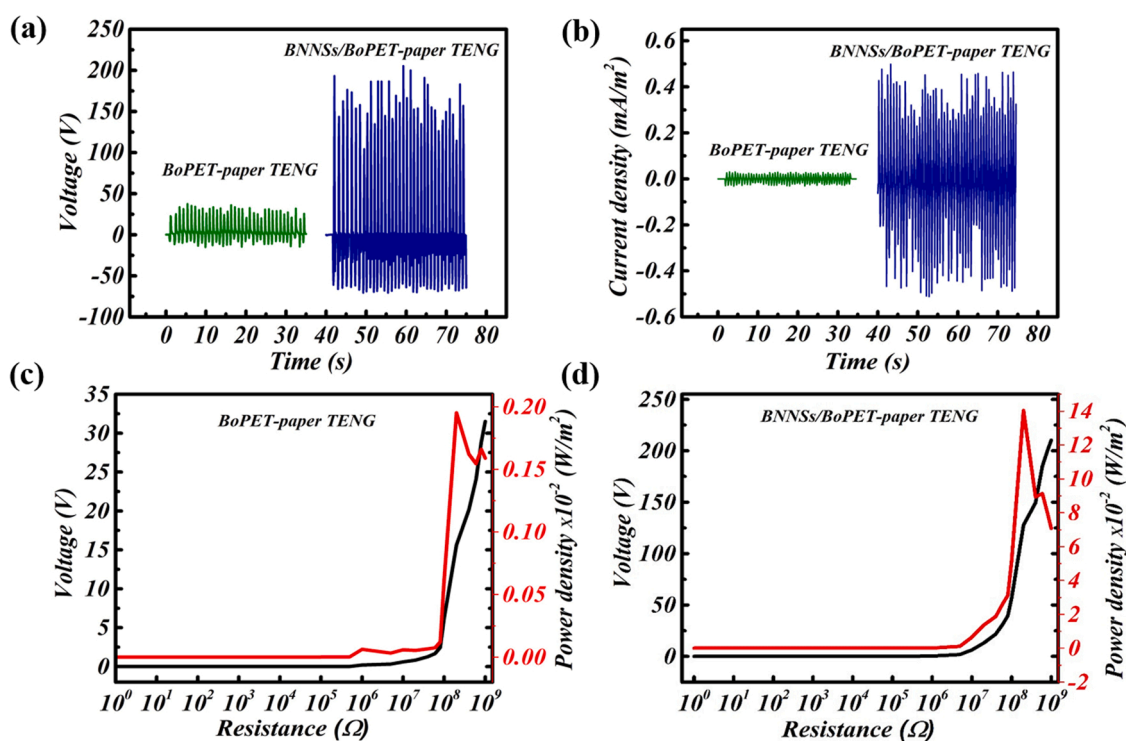 (a)
250
200
150
100
50
0
-50
-100
Voltage (V)
BNNSs/BoPET-paper TENG
BoPET-paper TENG
0 10 20 30 40 50 60 70 80
Time (s)
(b)
0.6
0.4
0.2
0.0
-0.2
-0.4
-0.6
Current density (mA/m²)
BNNSs/BoPET-paper TENG
BoPET-paper TENG
0 10 20 30 40 50 60 70 80
Time (s)
(c)
35
30
25
20
15
10
5
0
Voltage (V)
BoPET-paper TENG
0.20
0.15
0.10
0.05
0.00
Power density x10⁻² (W/m²)
10⁰ 10¹ 10² 10³ 10⁴ 10⁵ 10⁶ 10⁷ 10⁸ 10⁹
Resistance (Ω)
(d)
250
200
150
100
50
0
Voltage (V)
BNNSs/BoPET-paper TENG
14
12
10
8
6
4
2
0
-2
Power density x10⁻² (W/m²)
10⁰ 10¹ 10² 10³ 10⁴ 10⁵ 10⁶ 10⁷ 10⁸ 10⁹
Resistance (Ω)